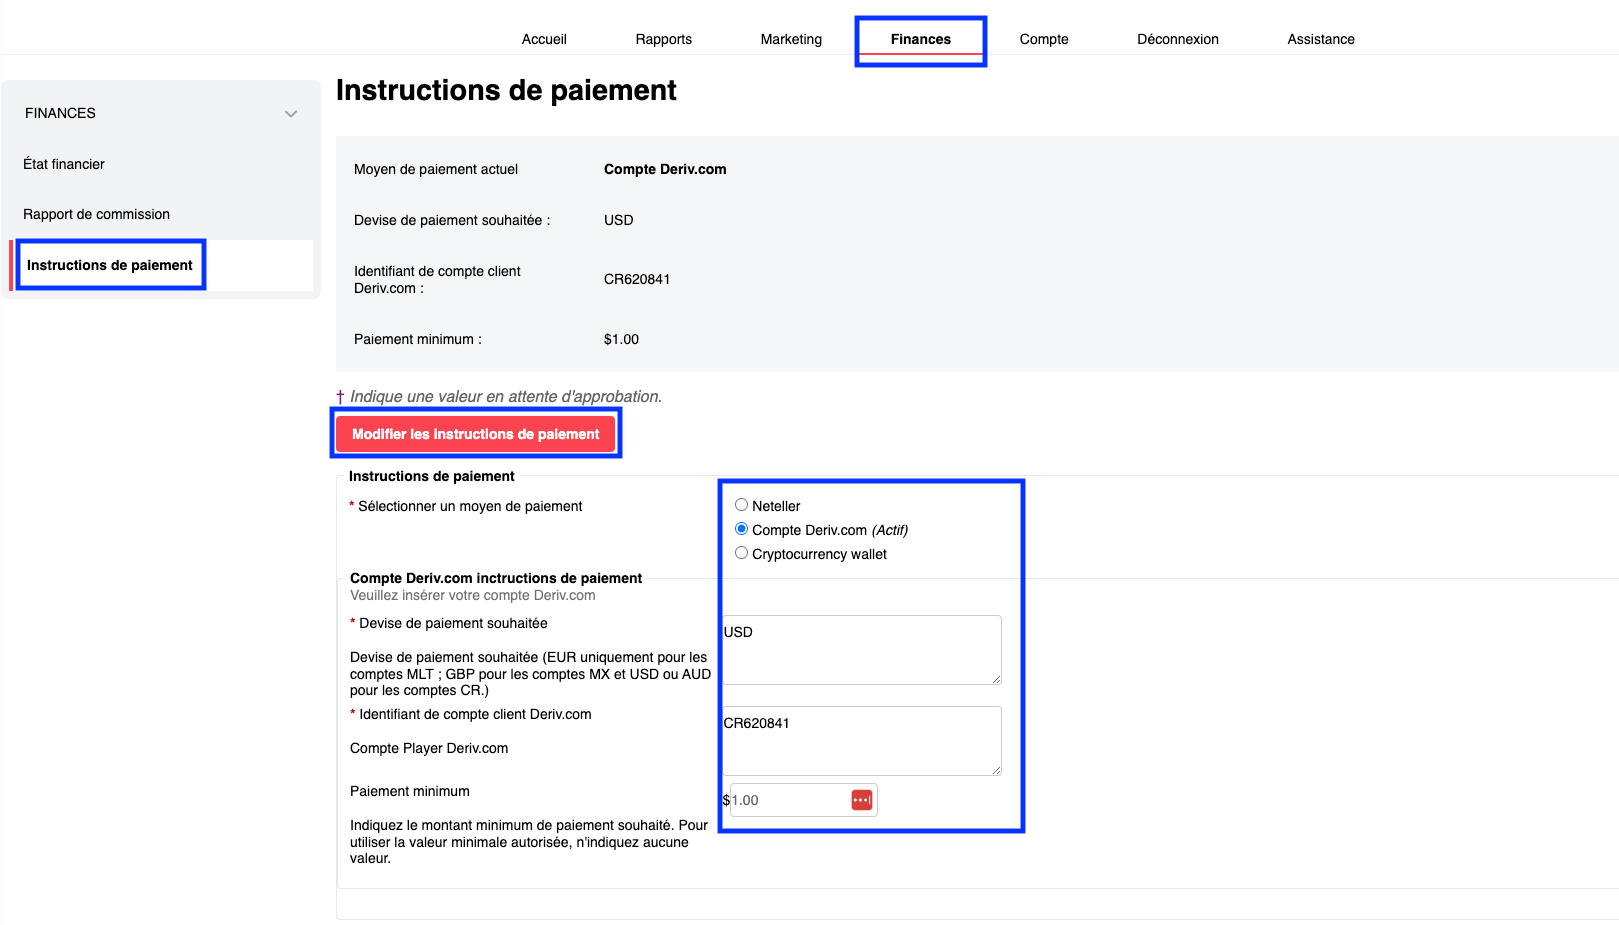 Accueil
Rapports
Marketing
Finances
Compte
Déconnexion
Assistance
FINANCES
État financier
Rapport de commission
Instructions de paiement
Instructions de paiement
Moyen de paiement actuel
Compte Deriv.com
Devise de paiement souhaitée :
USD
Identifiant de compte client
Deriv.com :
CR620841
Paiement minimum :
$1.00
† Indique une valeur en attente d'approbation.
Modifier les instructions de paiement
Instructions de paiement
* Sélectionner un moyen de paiement
Neteller
Compte Deriv.com (Actif)
Cryptocurrency wallet
Compte Deriv.com inctructions de paiement
Veuillez insérer votre compte Deriv.com
* Devise de paiement souhaitée
USD
Devise de paiement souhaitée (EUR uniquement pour les
comptes MLT ; GBP pour les comptes MX et USD ou AUD
pour les comptes CR.)
* Identifiant de compte client Deriv.com
CR620841
Compte Player Deriv.com
Paiement minimum
$1.00
Indiquez le montant minimum de paiement souhaité. Pour
utiliser la valeur minimale autorisée, n'indiquez aucune
valeur.